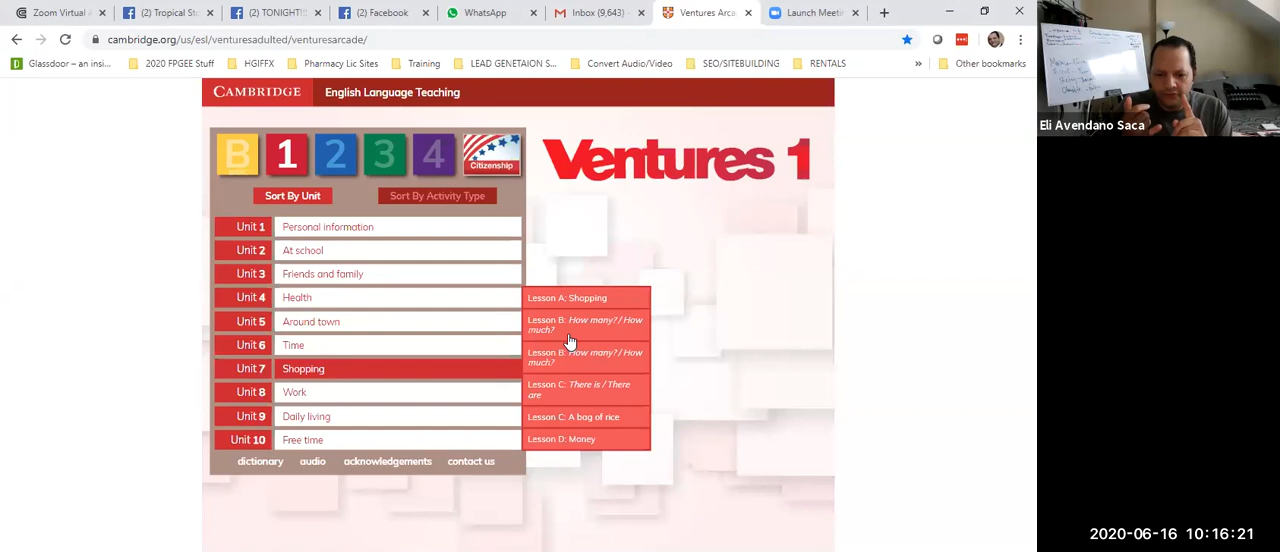 Zoom Virtual A
(2) Tropical Sto
(2) TONIGHT!
(2) Facebook
WhatsApp
Inbox (9,643) -
Ventures Arca
Launch Meeti
cambridge.org/us/esl/venturesadulted/venturesarc
Glassdoor – an insi...
2020 FPGEE Stud
HGIFFX
Pharmacy Lic Sites
Traffic
LEAD GENETAION S
Convert Audio/Video
SEO/SITEBUILDING
RENTALS
»
Other bookmarks
CAMBRIDGE
English Language Teaching
B
1
2
3
4
Citizenship
Ventures 1
Sort By Unit
Sort By Activity Type
Unit 1 Personal information
Unit 2 At school
Unit 3 Friends and family
Unit 4 Health
Unit 5 Around town
Unit 6 Time
Unit 7 Shopping
Unit 8 Work
Unit 9 Daily living
Unit 10 Free time
Lesson A: Shopping
Lesson B: How many? / How
much?
Lesson B: How many? / How
much?
Lesson C: There is / There
are
Lesson C: A bag of rice
Lesson D: Money
dictionary audio acknowledgements contact us
Eli Avendano Saca
2020-06-16 10:16:21